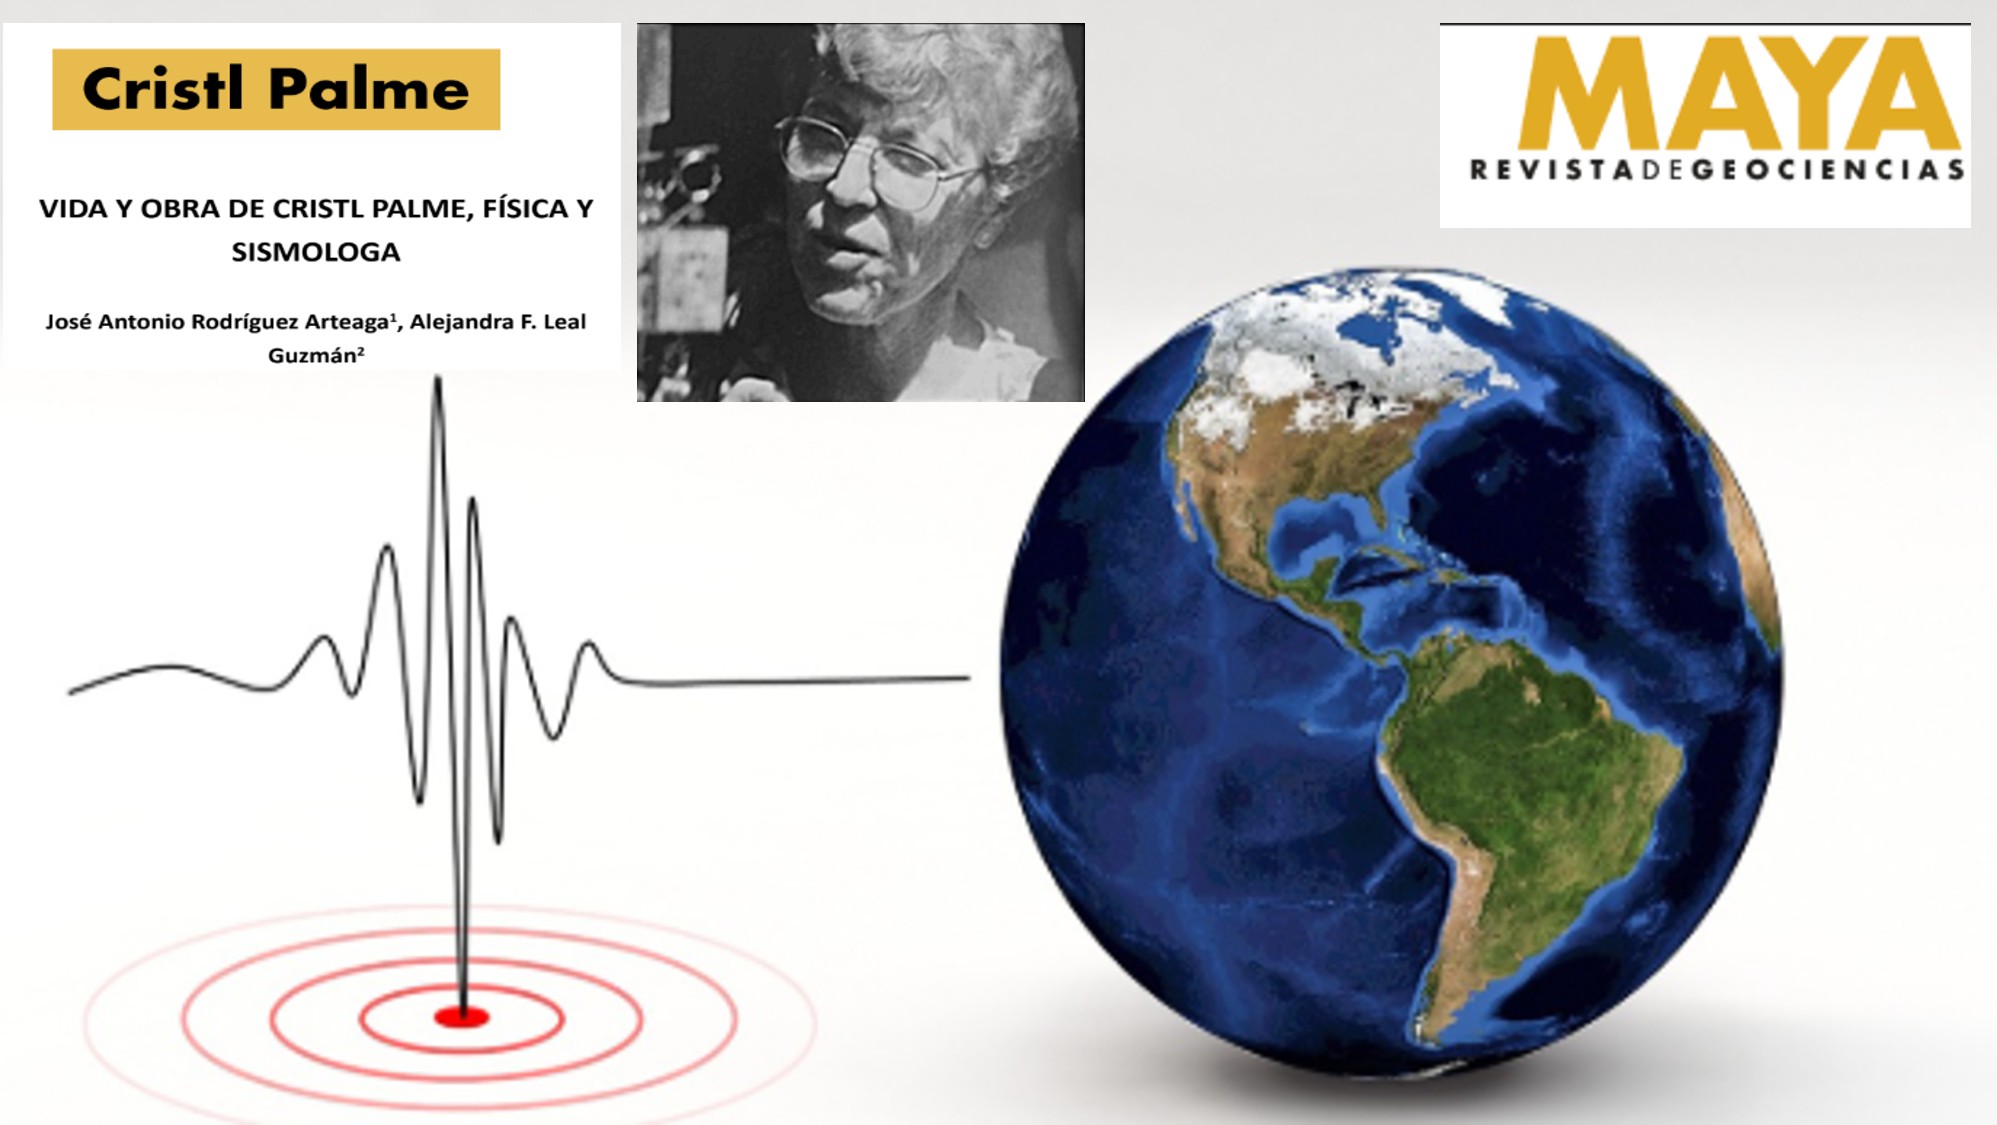 Cristl Palme
VIDA Y OBRA DE CRISTL PALME, FÍSICA Y
SISMOLOGA
José Antonio Rodríguez Arteaga¹, Alejandra F. Leal
Guzmán²
MAYA
REVISTADEGEOCIENCIAS